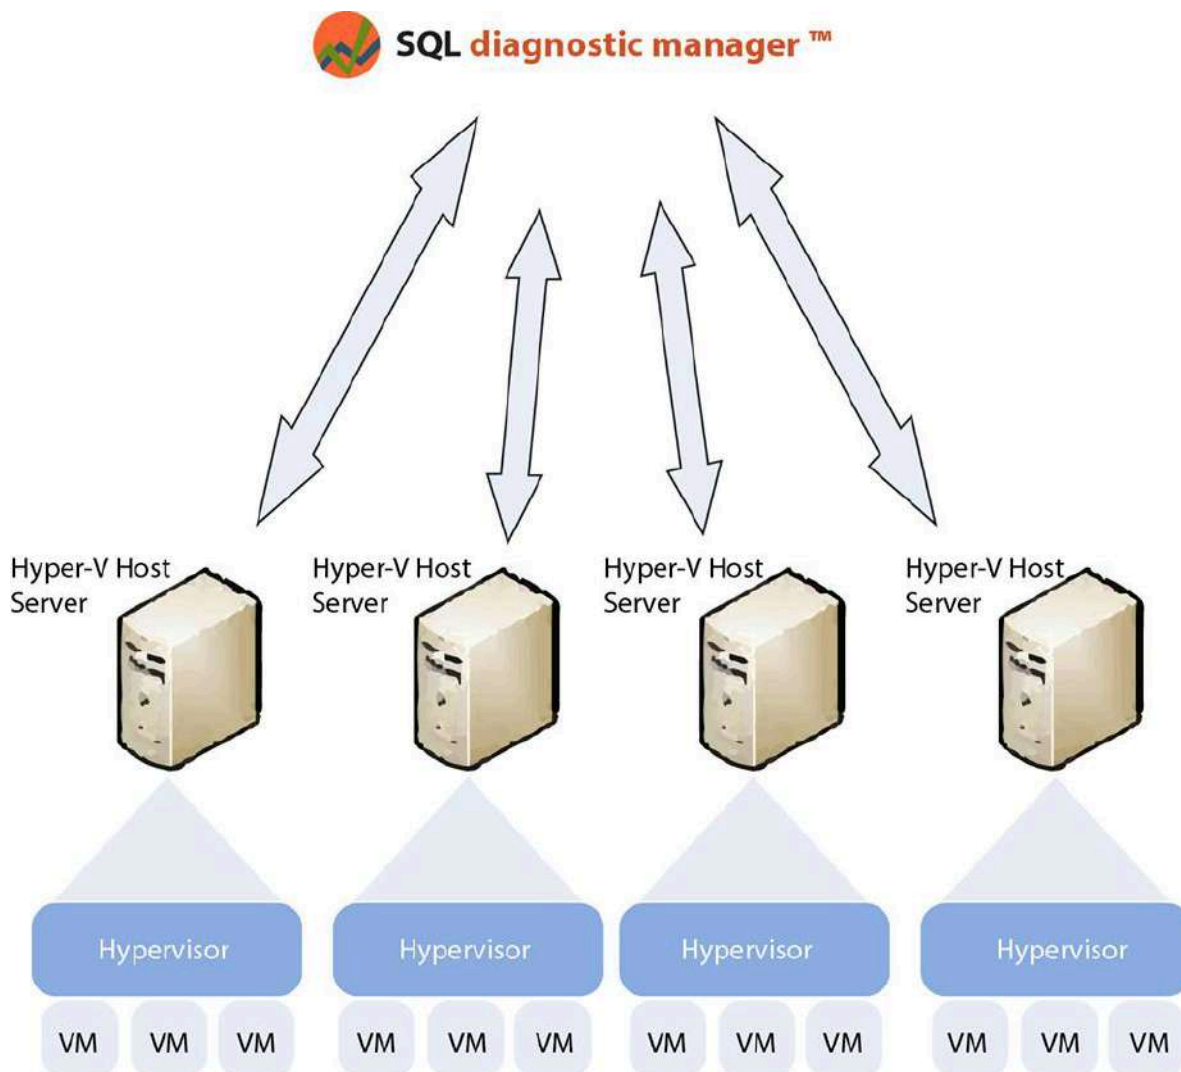 SQL diagnostic manager ™
Hyper-V Host
Server
Hyper-V Host
Server
Hyper-V Host
Server
Hyper-V Host
Server
Hypervisor
Hypervisor
Hypervisor
Hypervisor
VM VM VM
VM VM VM
VM VM VM
VM VM VM